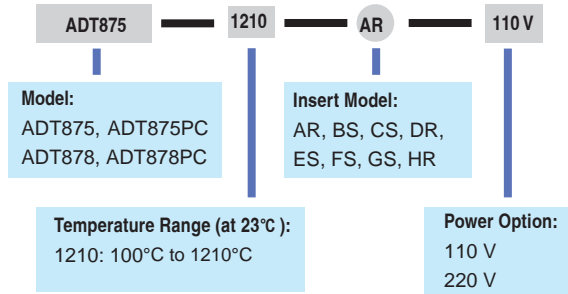 ADT875 1210 AR 110 V
Model:
ADT875, ADT875PC
ADT878, ADT878PC
Insert Model:
AR, BS, CS, DR,
ES, FS, GS, HR
Temperature Range (at 23℃ ):
1210: 100°C to 1210°C
Power Option:
110 V
220 V